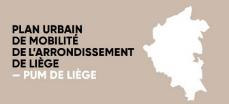 PLAN URBAIN
DE MOBILITÉ
DE L'ARRONDISSEMENT
DE LIÈGE
— PUM DE LIÈGE